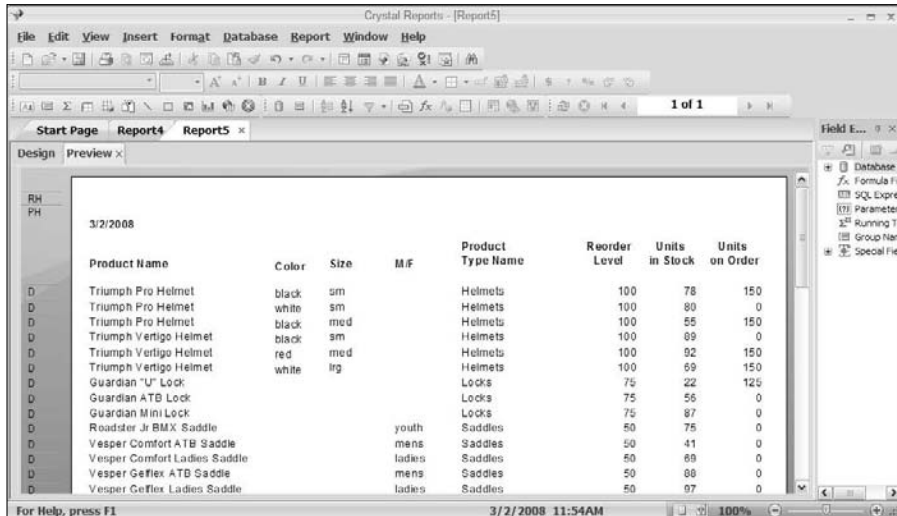 Crystal Reports - [Report5]
File Edit View Insert Format Database Report Window Help
1 of 1
Start Page Report4 Report5 ×
Design Preview ×
Field E...
Database
Formula Fi
SQL Expre
Parameter
Running T
Group Nar
Special Fie
RH
PH
3/2/2008
Product Name Color Size M/F Product Type Name Reorder Level Units in Stock Units on Order
D Triumph Pro Helmet black sm Helmets 100 78 150
D Triumph Pro Helmet white sm Helmets 100 80 0
D Triumph Pro Helmet black med Helmets 100 55 150
D Triumph Vertigo Helmet black sm Helmets 100 89 0
D Triumph Vertigo Helmet red med Helmets 100 92 150
D Triumph Vertigo Helmet white lrg Helmets 100 69 150
D Guardian "U" Lock Locks 75 22 125
D Guardian ATB Lock Locks 75 56 0
D Guardian Mini Lock Locks 75 87 0
D Roadster Jr BMX Saddle youth Saddles 50 75 0
D Vesper Comfort ATB Saddle mens Saddles 50 41 0
D Vesper Comfort Ladies Saddle ladies Saddles 50 69 0
D Vesper Gelflex ATB Saddle mens Saddles 50 88 0
D Vesper Gelflex Ladies Saddle ladies Saddles 50 97 0
For Help, press F1 3/2/2008 11:54AM 100%